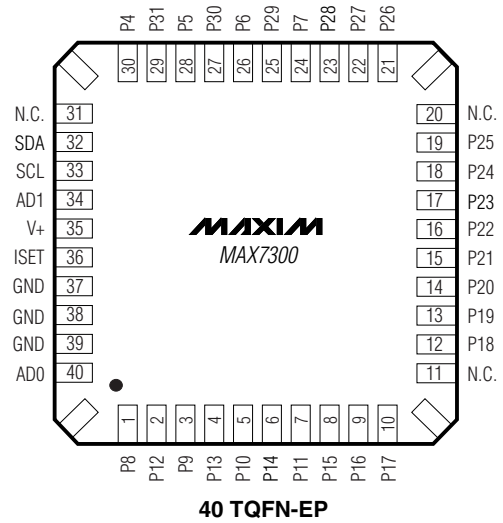 P4 P31 P5 P30 P6 P29 P7 P28 P27 P26
30 29 28 27 26 25 24 23 22 21
N.C. 31 20 N.C.
SDA 32 19 P25
SCL 33 18 P24
AD1 34 17 P23
V+ 35 16 P22
ISET 36 15 P21
GND 37 14 P20
GND 38 13 P19
GND 39 12 P18
AD0 40 11 N.C.
MAXIM
MAX7300
1 2 3 4 5 6 7 8 9 10
P8 P12 P9 P13 P10 P14 P11 P15 P16 P17
40 TQFN-EP